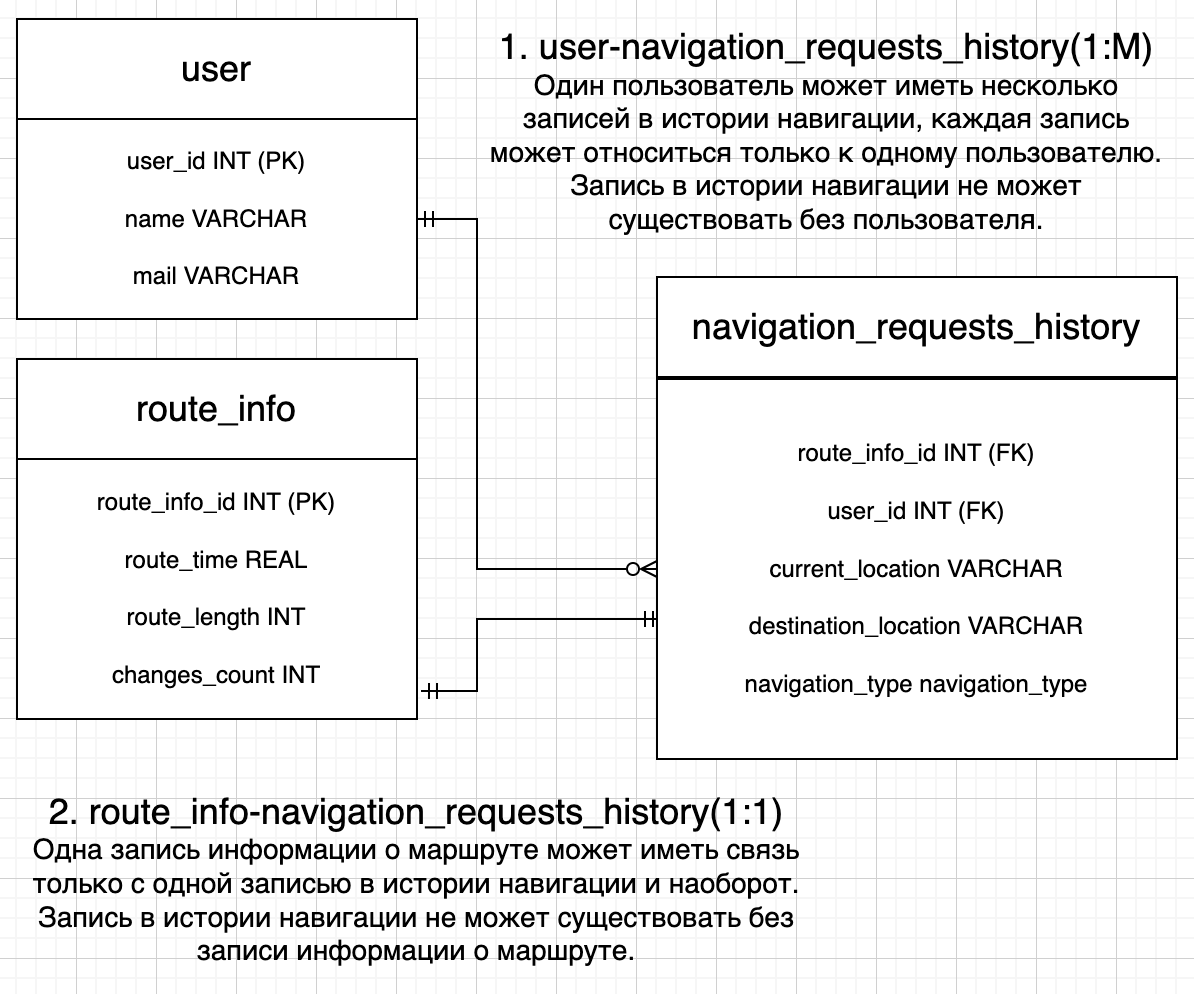 user
user_id INT (PK)
name VARCHAR
mail VARCHAR
1. user-navigation_requests_history(1:M)
Один пользователь может иметь несколько
записей в истории навигации, каждая запись
может относиться только к одному пользователю.
Запись в истории навигации не может
существовать без пользователя.
route_info
route_info_id INT (PK)
route_time REAL
route_length INT
changes_count INT
navigation_requests_history
route_info_id INT (FK)
user_id INT (FK)
current_location VARCHAR
destination_location VARCHAR
navigation_type navigation_type
2. route_info-navigation_requests_history(1:1)
Одна запись информации о маршруте может иметь связь
только с одной записью в истории навигации и наоборот.
Запись в истории навигации не может существовать без
записи информации о маршруте.